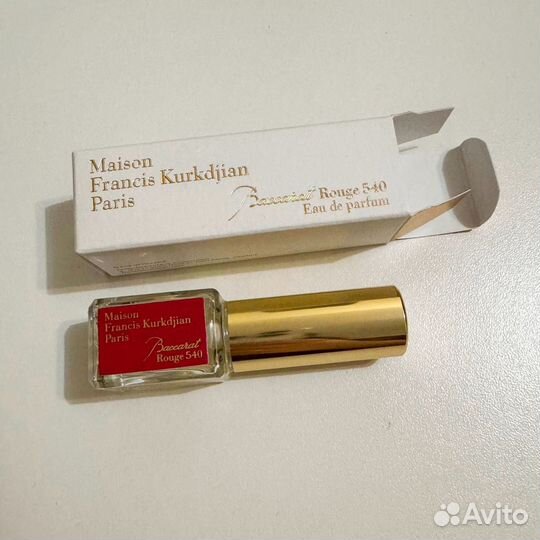 Maison
Francis Kurkdjian
Paris
Baccarat Rouge 540
Eau de parfum
Maison
Francis Kurkdjian
Paris
Baccarat
Rouge 540
Avito